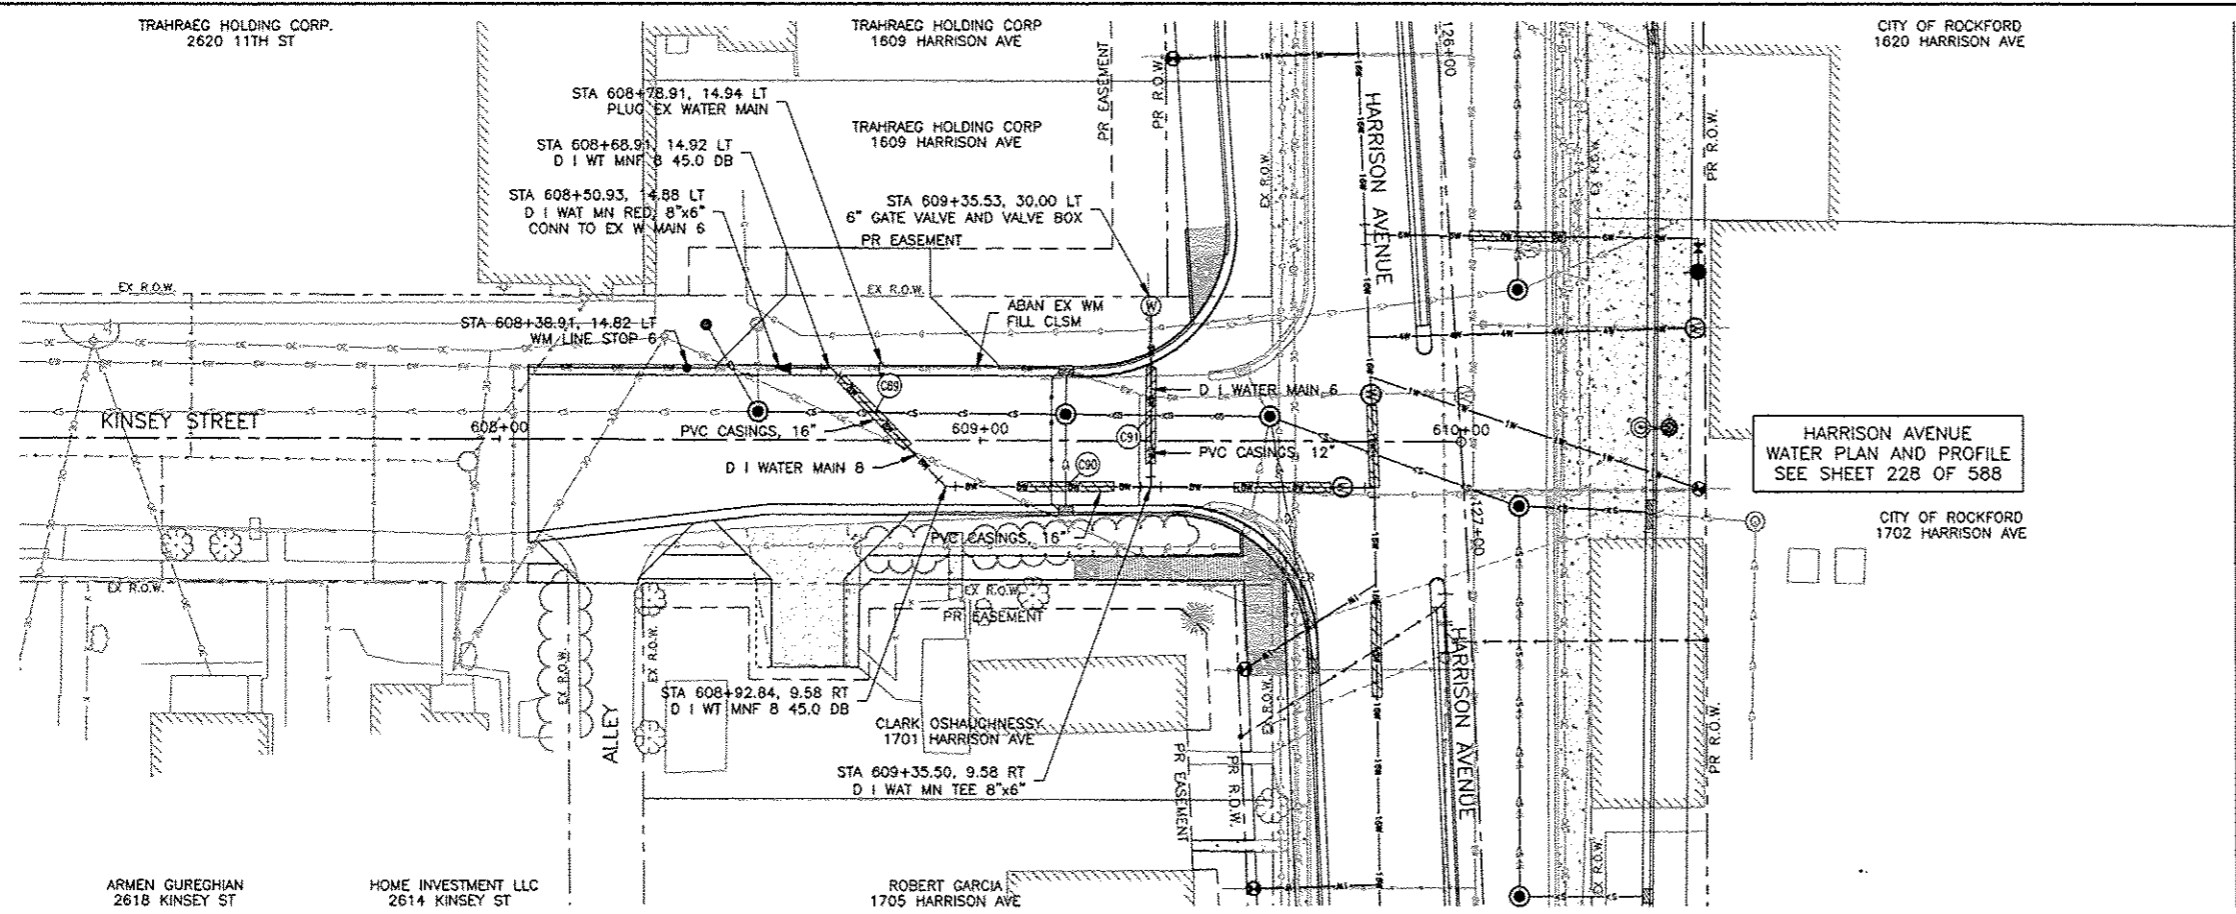 TRAHRAEG HOLDING CORP.
2620 11TH ST
TRAHRAEG HOLDING CORP
1609 HARRISON AVE
CITY OF ROCKFORD
1620 HARRISON AVE
126+00
PR EASEMENT
PR R.O.W.
HARRISON AVENUE
EX R.O.W.
EX R.O.W.
PR R.O.W.
STA 608+78.91, 14.94 LT
PLUG EX WATER MAIN
TRAHRAEG HOLDING CORP
1609 HARRISON AVE
STA 608+68.91, 14.92 LT
D I WT MNF 8 45.0 DB
STA 608+50.93, 14.88 LT
D I WAT MN RED, 8"x6"
CONN TO EX W MAIN 6
STA 609+35.53, 30.00 LT
6" GATE VALVE AND VALVE BOX
PR EASEMENT
EX R.O.W.
EX R.O.W.
ABAN EX WM
FILL CLSM
STA 608+38.91, 14.82 LT
WM LINE STOP 6
C89
D I WATER MAIN 6
KINSEY STREET
608+00
PVC CASINGS, 16"
609+00
C91
PVC CASINGS, 12"
610+00
D I WATER MAIN 8
C90
HARRISON AVENUE
WATER PLAN AND PROFILE
SEE SHEET 228 OF 588
127+00
PVC CASINGS, 16"
CITY OF ROCKFORD
1702 HARRISON AVE
EX R.O.W.
EX R.O.W.
PR EASEMENT
EX R.O.W.
EX R.O.W.
HARRISON AVENUE
STA 608+92.84, 9.58 RT
D I WT MNF 8 45.0 DB
ALLEY
CLARK OSHAUGHNESSY
1701 HARRISON AVE
EX R.O.W.
PR R.O.W.
STA 609+35.50, 9.58 RT
D I WAT MN TEE 8"x6"
PR EASEMENT
PR R.O.W.
EX R.O.W.
ARMEN GUREGHIAN
2618 KINSEY ST
HOME INVESTMENT LLC
2614 KINSEY ST
ROBERT GARCIA
1705 HARRISON AVE